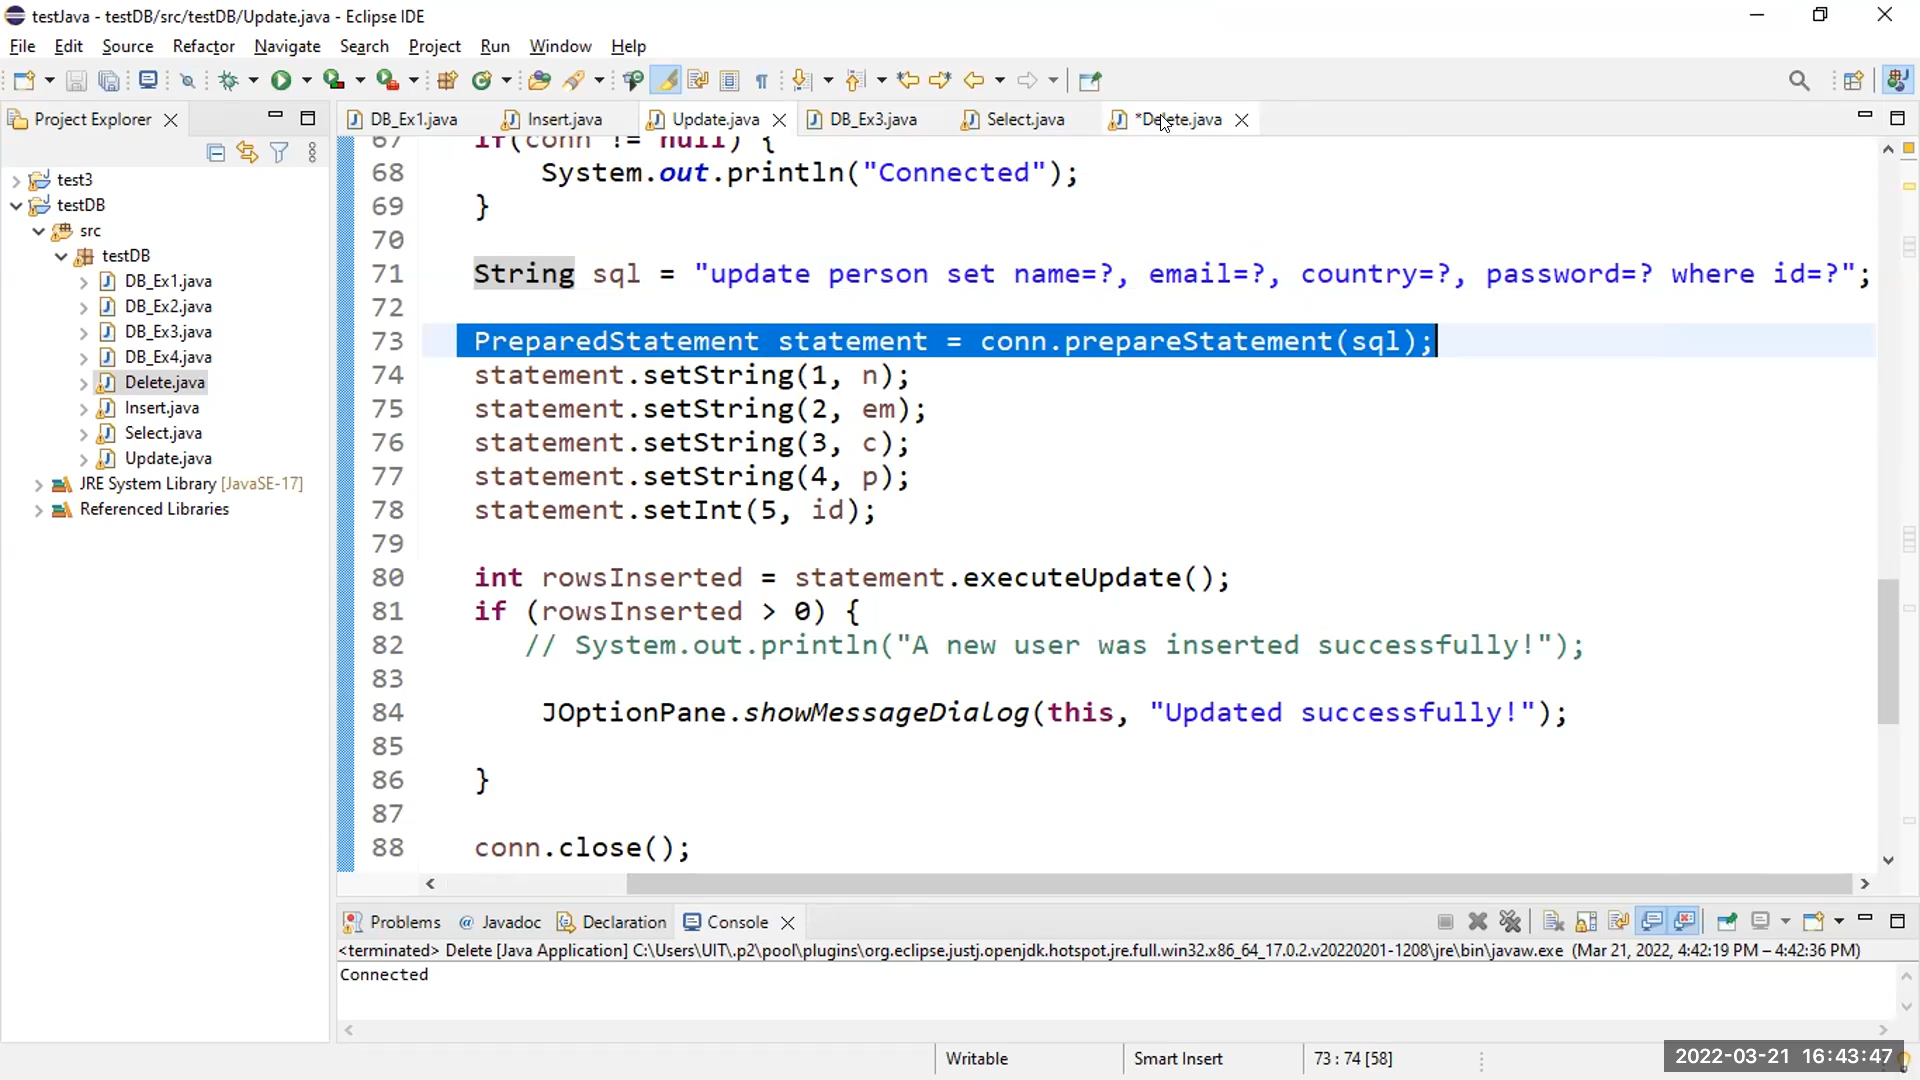 testJava - testDB/src/testDB/Update.java - Eclipse IDE
File Edit Source Refactor Navigate Search Project Run Window Help
Project Explorer
test3
testDB
src
testDB
DB_Ex1.java
DB_Ex2.java
DB_Ex3.java
DB_Ex4.java
Delete.java
Insert.java
Select.java
Update.java
JRE System Library [JavaSE-17]
Referenced Libraries
DB_Ex1.java Insert.java Update.java DB_Ex3.java Select.java *Delete.java
67 if(conn != null) {
68 System.out.println("Connected");
69 }
70
71 String sql = "update person set name=?, email=?, country=?, password=? where id=?";
72
73 PreparedStatement statement = conn.prepareStatement(sql);
74 statement.setString(1, n);
75 statement.setString(2, em);
76 statement.setString(3, c);
77 statement.setString(4, p);
78 statement.setInt(5, id);
79
80 int rowsInserted = statement.executeUpdate();
81 if (rowsInserted > 0) {
82 // System.out.println("A new user was inserted successfully!");
83
84 JOptionPane.showMessageDialog(this, "Updated successfully!");
85
86 }
87
88 conn.close();
Problems @ Javadoc Declaration Console
<terminated> Delete [Java Application] C:\Users\UIT\.p2\pool\plugins\org.eclipse.justj.openjdk.hotspot.jre.full.win32.x86_64_17.0.2.v20220201-1208\jre\bin\javaw.exe (Mar 21, 2022, 4:42:19 PM – 4:42:36 PM)
Connected
Writable Smart Insert 73 : 74 [58]
2022-03-21 16:43:47